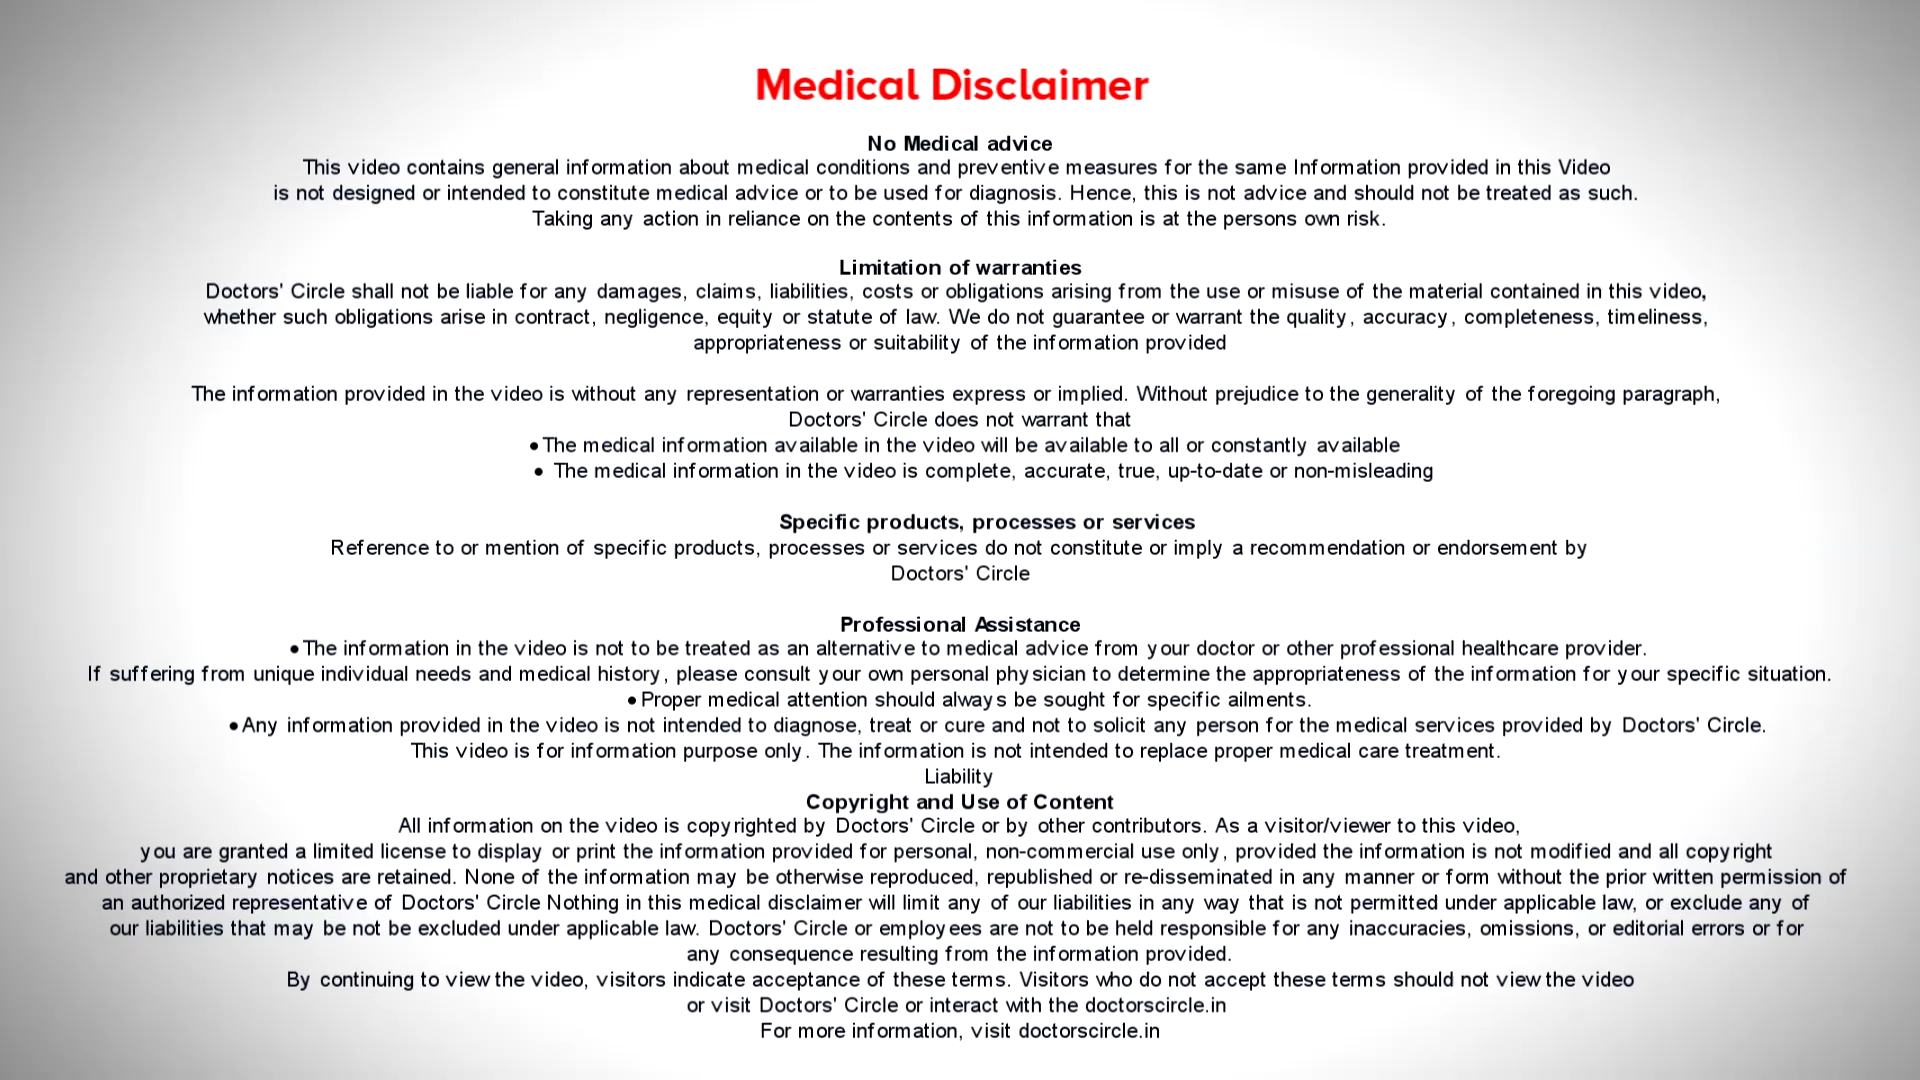 Medical Disclaimer
No Medical advice
This video contains general information about medical conditions and preventive measures for the same Information provided in this Video
is not designed or intended to constitute medical advice or to be used for diagnosis. Hence, this is not advice and should not be treated as such.
Taking any action in reliance on the contents of this information is at the persons own risk.
Limitation of warranties
Doctors' Circle shall not be liable for any damages, claims, liabilities, costs or obligations arising from the use or misuse of the material contained in this video,
whether such obligations arise in contract, negligence, equity or statute of law. We do not guarantee or warrant the quality, accuracy, completeness, timeliness,
appropriateness or suitability of the information provided
The information provided in the video is without any representation or warranties express or implied. Without prejudice to the generality of the foregoing paragraph,
Doctors' Circle does not warrant that
•The medical information available in the video will be available to all or constantly available
• The medical information in the video is complete, accurate, true, up-to-date or non-misleading
Specific products, processes or services
Reference to or mention of specific products, processes or services do not constitute or imply a recommendation or endorsement by
Doctors' Circle
Professional Assistance
•The information in the video is not to be treated as an alternative to medical advice from your doctor or other professional healthcare provider.
If suffering from unique individual needs and medical history, please consult your own personal physician to determine the appropriateness of the information for your specific situation.
•Proper medical attention should always be sought for specific ailments.
•Any information provided in the video is not intended to diagnose, treat or cure and not to solicit any person for the medical services provided by Doctors' Circle.
This video is for information purpose only. The information is not intended to replace proper medical care treatment.
Liability
Copyright and Use of Content
All information on the video is copyrighted by Doctors' Circle or by other contributors. As a visitor/viewer to this video,
you are granted a limited license to display or print the information provided for personal, non-commercial use only, provided the information is not modified and all copyright
and other proprietary notices are retained. None of the information may be otherwise reproduced, republished or re-disseminated in any manner or form without the prior written permission of
an authorized representative of Doctors' Circle Nothing in this medical disclaimer will limit any of our liabilities in any way that is not permitted under applicable law, or exclude any of
our liabilities that may be not be excluded under applicable law. Doctors' Circle or employees are not to be held responsible for any inaccuracies, omissions, or editorial errors or for
any consequence resulting from the information provided.
By continuing to view the video, visitors indicate acceptance of these terms. Visitors who do not accept these terms should not view the video
or visit Doctors' Circle or interact with the doctorscircle.in
For more information, visit doctorscircle.in